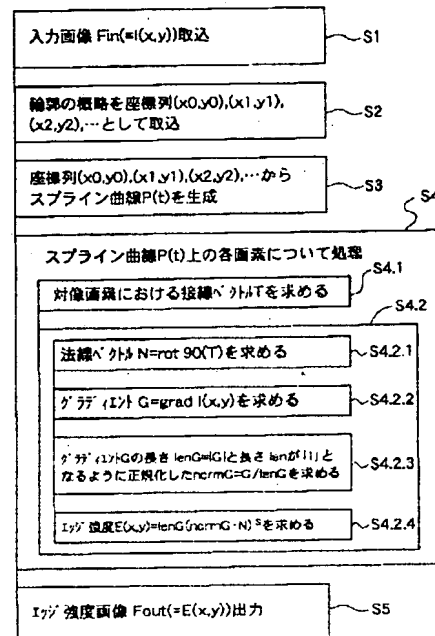 入力画像 Fin(=I(x,y))取込
S1
輪郭の概略を座標列(x0,y0),(x1,y1),
(x2,y2),…として取込
S2
座標列(x0,y0),(x1,y1),(x2,y2),…から
スプライン曲線P(t)を生成
S3
S4
スプライン曲線P(t)上の各画素について処理
対像画素における接線ベクトルTを求める
S4.1
S4.2
法線ベクトル N=rot 90(T)を求める
S4.2.1
グラディエント G=grad I(x,y)を求める
S4.2.2
グラディエントGの長さ lenG=|G|と長さ lenが「1」と
なるように正規化したnormG=G/lenGを求める
S4.2.3
エッジ強度E(x,y)=lenG(normG・N)^Sを求める
S4.2.4
エッジ強度画像 Fout(=E(x,y))出力
S5